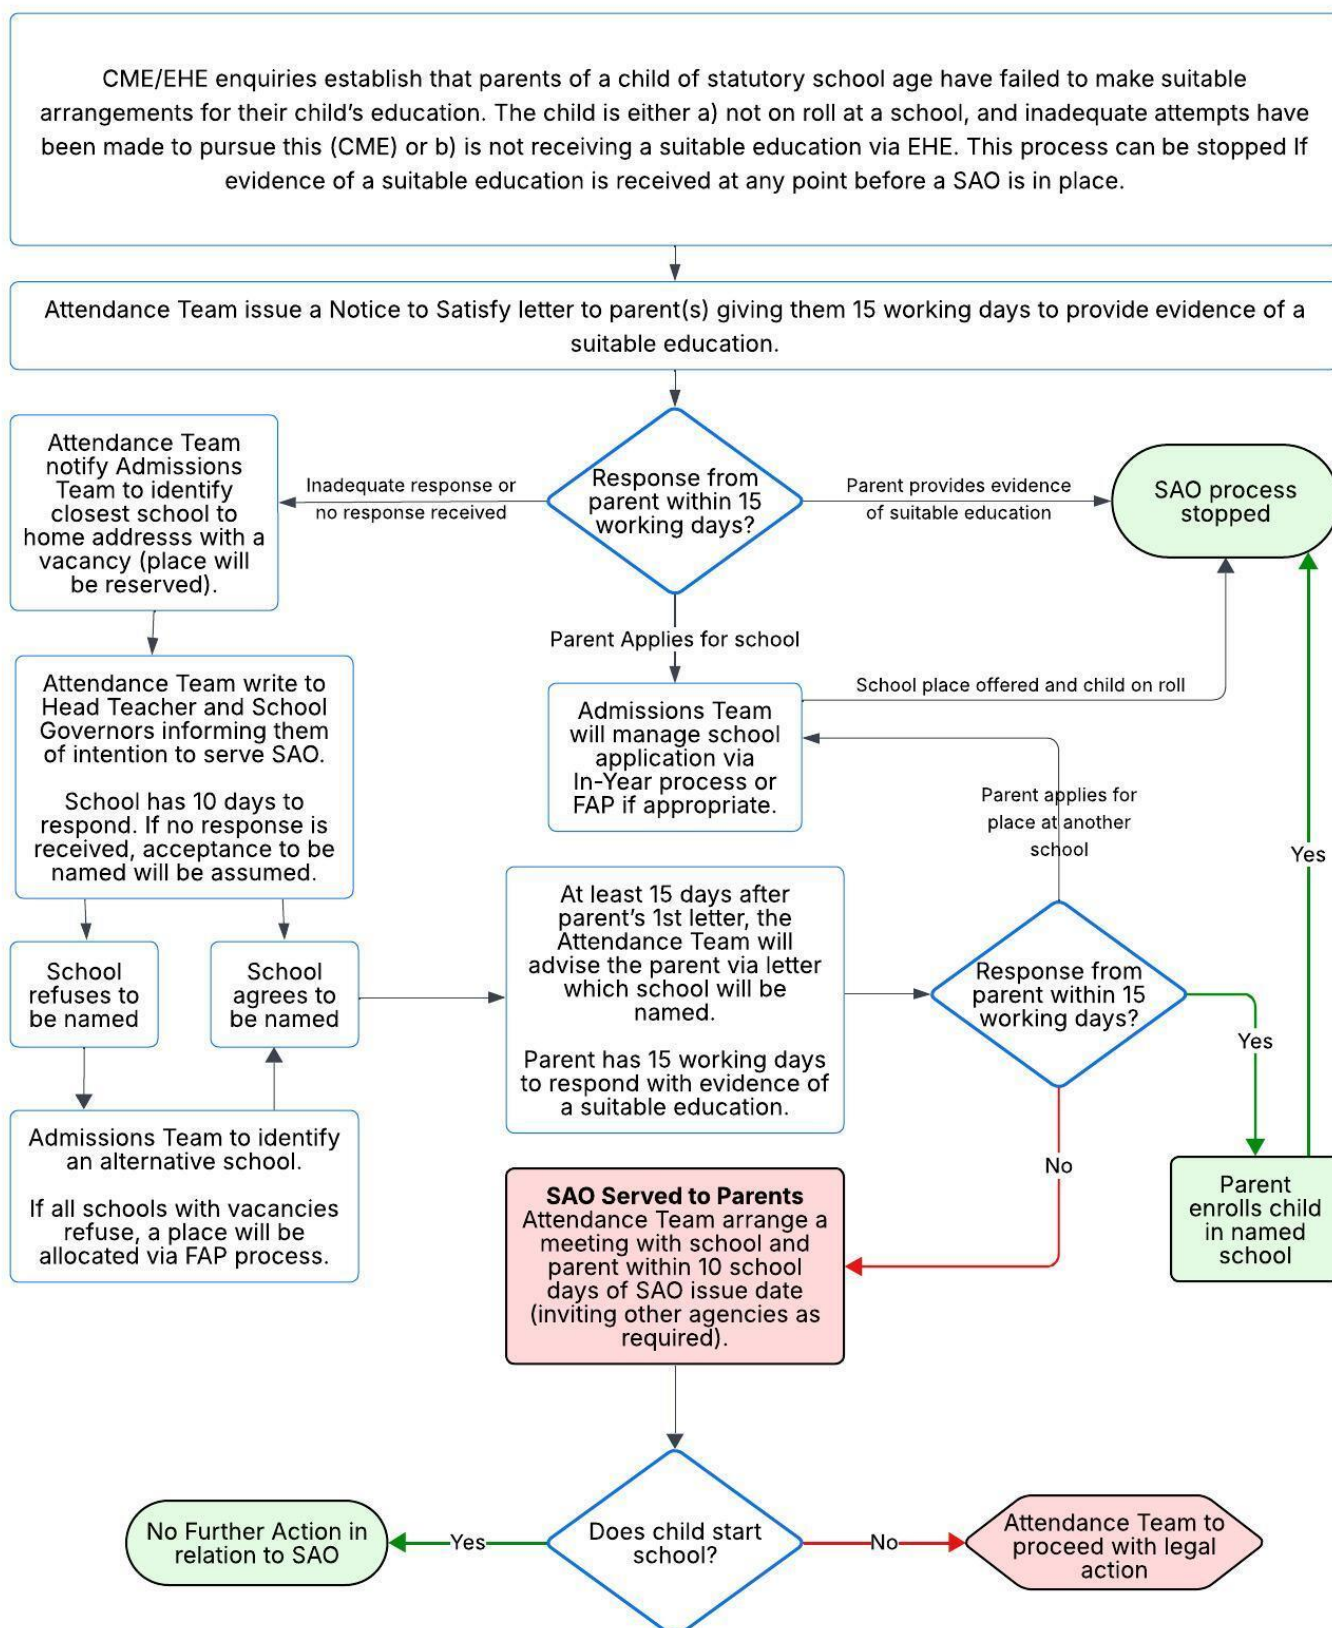 CME/EHE enquiries establish that parents of a child of statutory school age have failed to make suitable
arrangements for their child's education. The child is either a) not on roll at a school, and inadequate attempts have
been made to pursue this (CME) or b) is not receiving a suitable education via EHE. This process can be stopped If
evidence of a suitable education is received at any point before a SAO is in place.
Attendance Team issue a Notice to Satisfy letter to parent(s) giving them 15 working days to provide evidence of a
suitable education.
Response from
parent within 15
working days?
Inadequate response or
no response received
Parent provides evidence
of suitable education
SAO process
stopped
Attendance Team
notify Admissions
Team to identify
closest school to
home addresss with a
vacancy (place will
be reserved).
Parent Applies for school
Admissions Team
will manage school
application via
In-Year process or
FAP if appropriate.
School place offered and child on roll
Attendance Team write to
Head Teacher and School
Governors informing them
of intention to serve SAO.
School has 10 days to
respond. If no response is
received, acceptance to be
named will be assumed.
School
refuses to
be named
School
agrees to
be named
Admissions Team to identify
an alternative school.
If all schools with vacancies
refuse, a place will be
allocated via FAP process.
At least 15 days after
parent's 1st letter, the
Attendance Team will
advise the parent via letter
which school will be
named.
Parent has 15 working days
to respond with evidence of
a suitable education.
Parent applies for
place at another
school
Response from
parent within 15
working days?
Yes
Yes
No
Parent
enrolls child
in named
school
SAO Served to Parents
Attendance Team arrange a
meeting with school and
parent within 10 school
days of SAO issue date
(inviting other agencies as
required).
Does child start
school?
Yes
No Further Action in
relation to SAO
No
Attendance Team to
proceed with legal
action